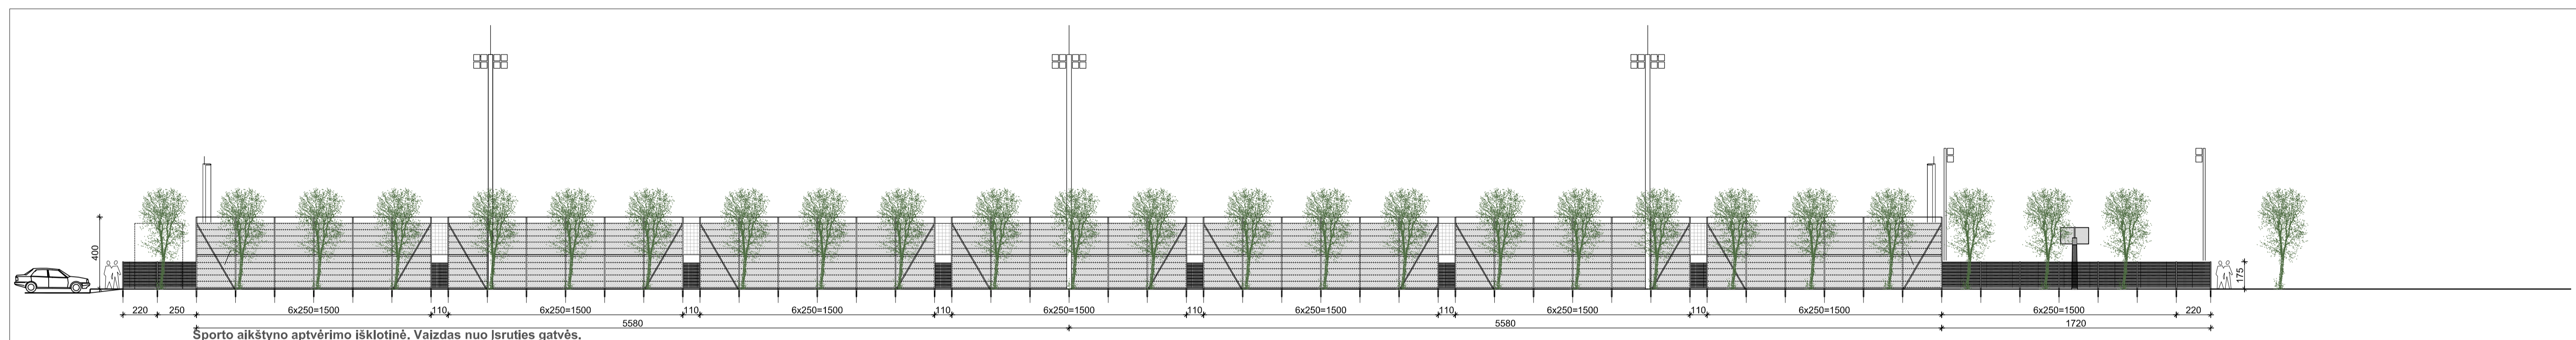 400
175
220 250 6x250=1500 110 6x250=1500 110 6x250=1500 110 6x250=1500 110 6x250=1500 110 6x250=1500 110 6x250=1500 6x250=1500 220
5580 5580 1720
Sporto aikštyno aptvėrimo išklotinė. Vaizdas nuo Įsruties gatvės.